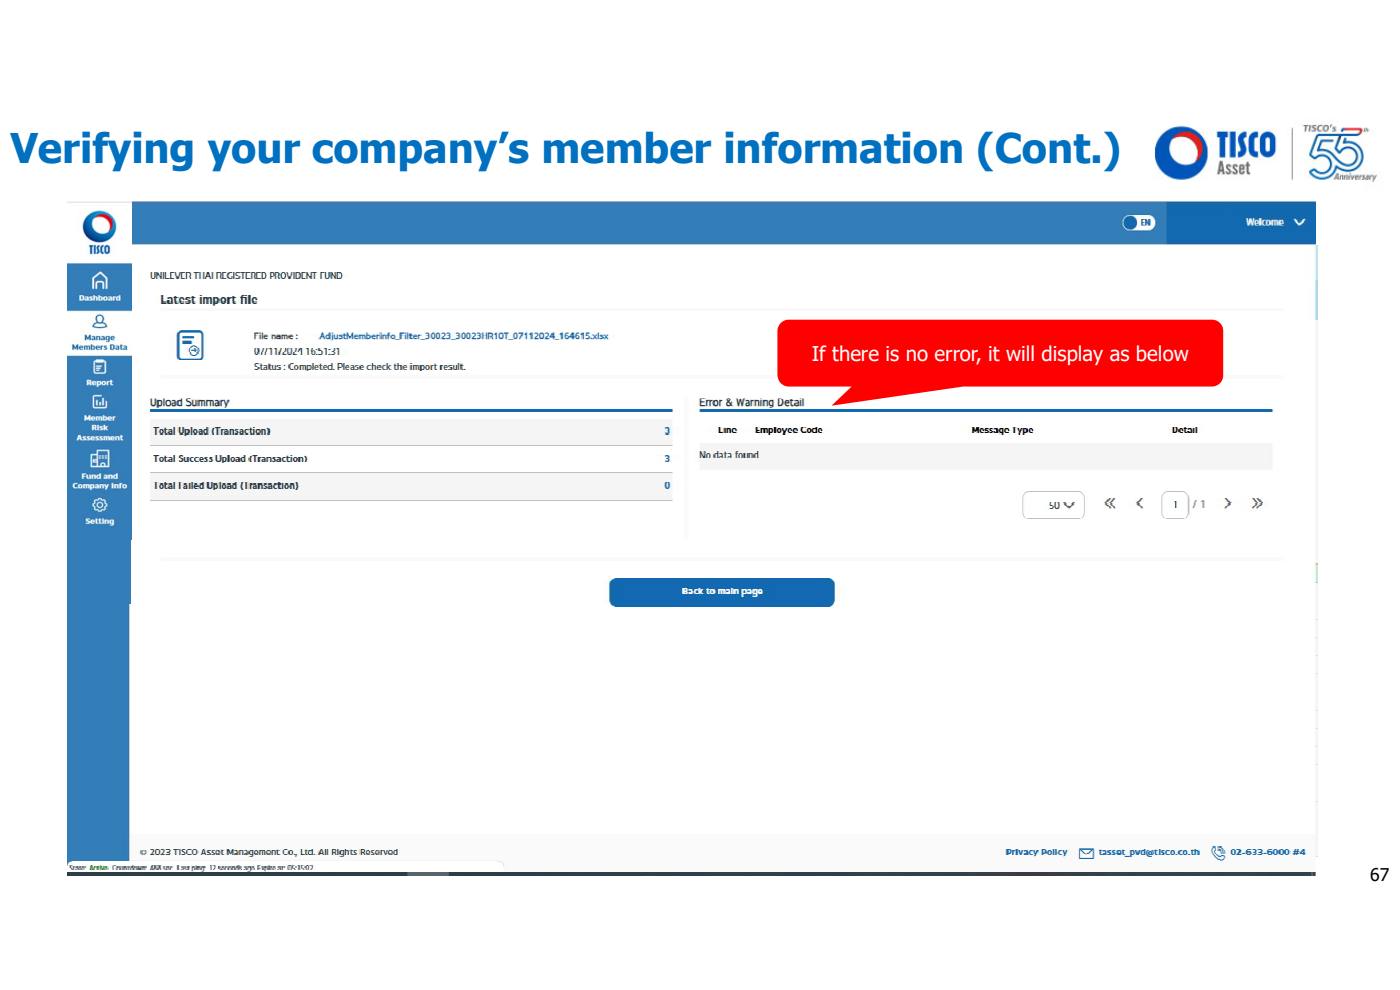 Verifying your company's member information (Cont.)
TISCO
Asset
TISCO's
55th
Anniversary
TISCO
EN
Welcome
Dashboard
Manage
Members Data
Report
Member
Risk
Assessment
Fund and
Company Info
Setting
UNILEVER THAI REGISTERED PROVIDENT FUND
Latest import file
File name : AdjustMemberinfo_Filter_30023_30023HR10T_07112024_164615.xlsx
07/11/2024 16:51:31
Status : Completed. Please check the import result.
If there is no error, it will display as below
Upload Summary
Total Upload (Transaction) 3
Total Success Upload (Transaction) 3
Total Failed Upload (Transaction) 0
Error & Warning Detail
Line Employee Code Message Type Detail
No data found
50 1 / 1
Back to main page
© 2023 TISCO Asset Management Co., Ltd. All Rights Reserved
Privacy Policy tasset_pvd@tisco.co.th 02-633-6000 #4
67